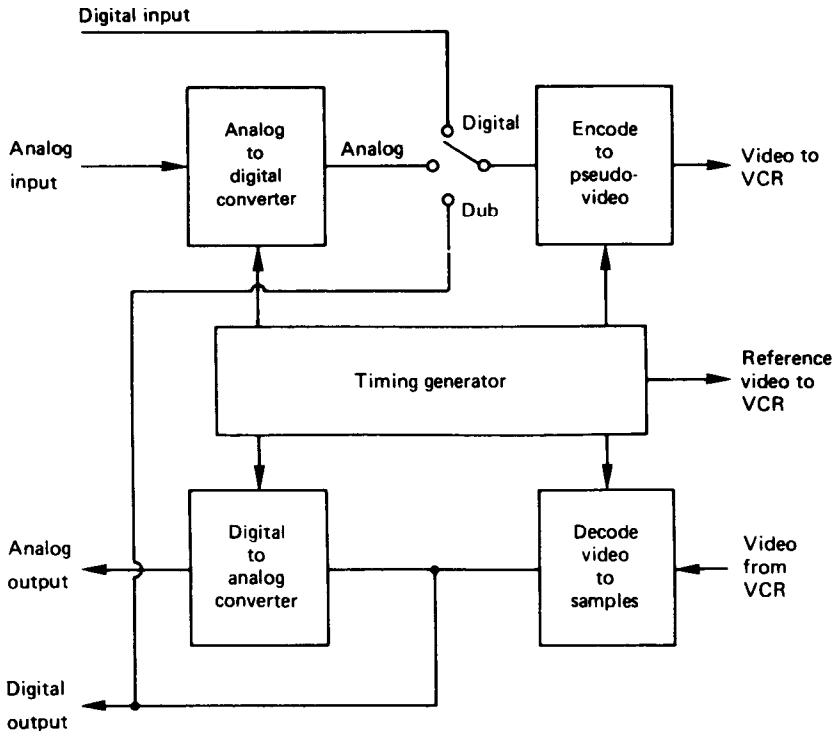 Digital input
Analog
to
digital
converter
Analog
input
Analog
Digital
Dub
Encode
to
pseudo-
video
Video to
VCR
Timing generator
Reference
video to
VCR
Analog
output
Digital
to
analog
converter
Decode
video
to
samples
Video
from
VCR
Digital
output